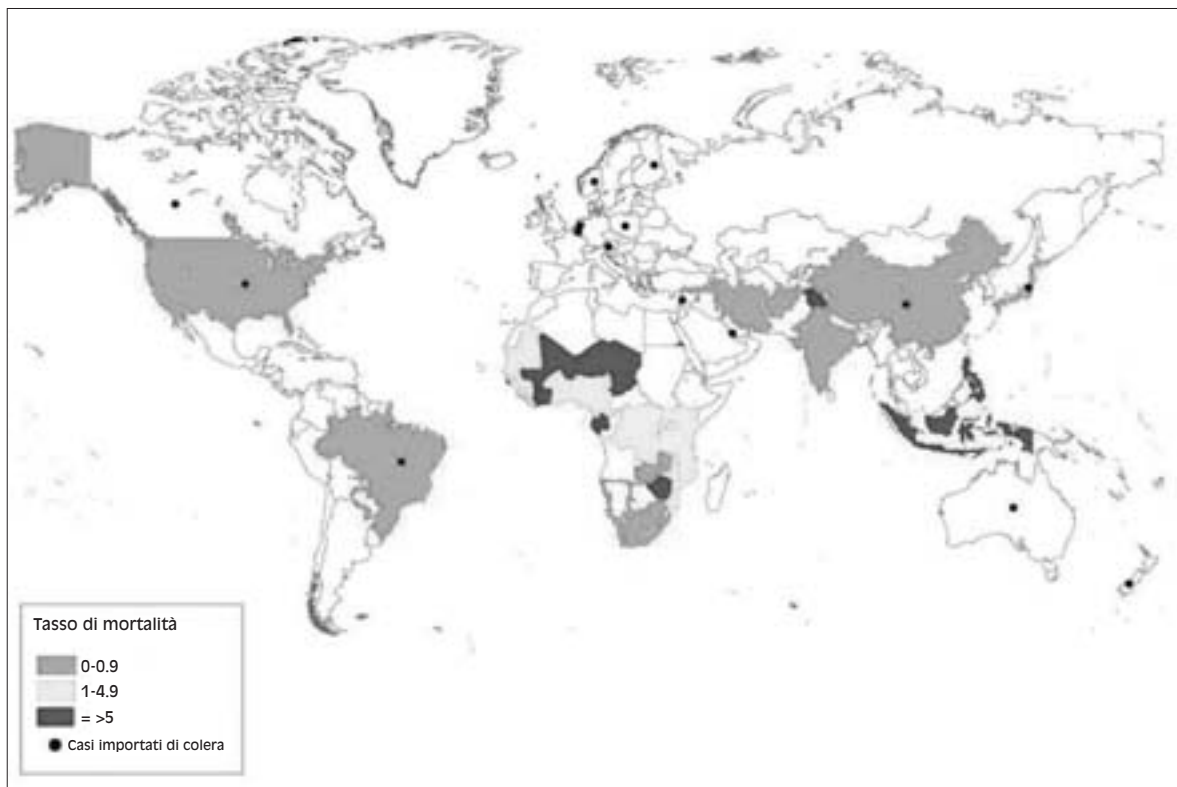 Tasso di mortalità
0-0.9
1-4.9
= >5
Casi importati di colera